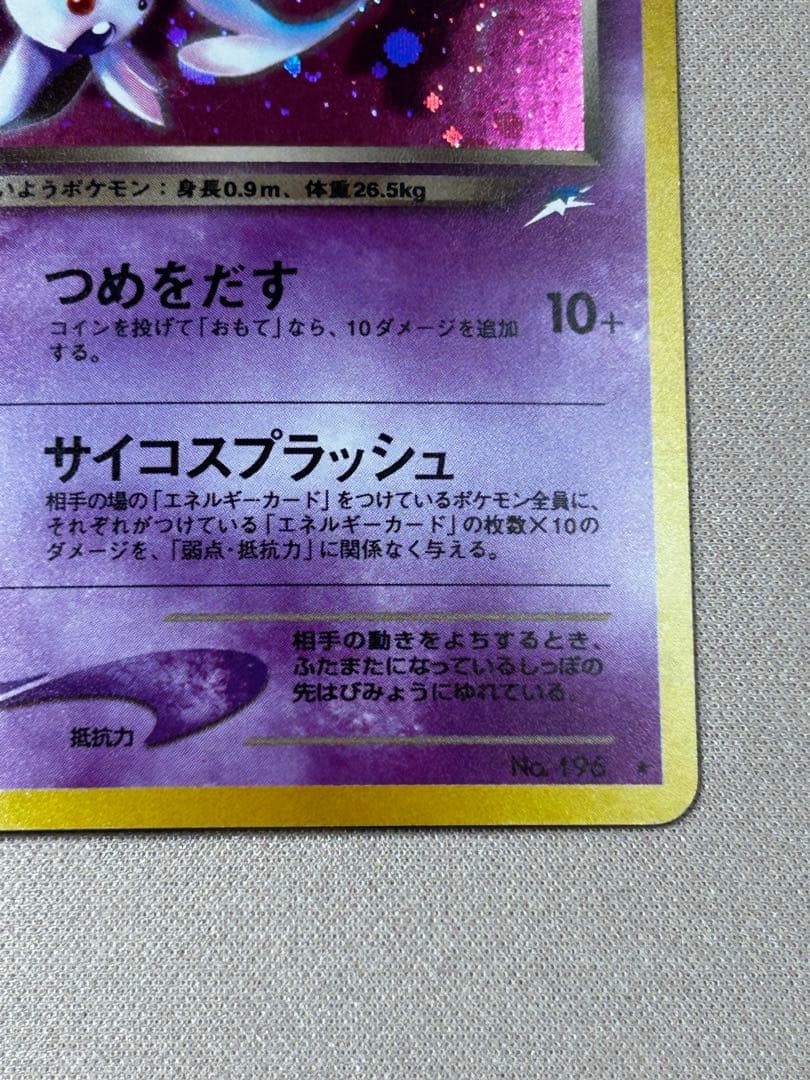 いようポケモン：身長0.9m、体重26.5kg
つめをだす
10+
コインを投げて「おもて」なら、10ダメージを追加
する。
サイコスプラッシュ
相手の場の「エネルギーカード」をつけているポケモン全員に、
それぞれがつけている「エネルギーカード」の枚数×10の
ダメージを、「弱点・抵抗力」に関係なく与える。
相手の動きをよちするとき、
ふたまたになっているしっぽの
先はびみょうにゆれている。
抵抗力
No. 196 ★